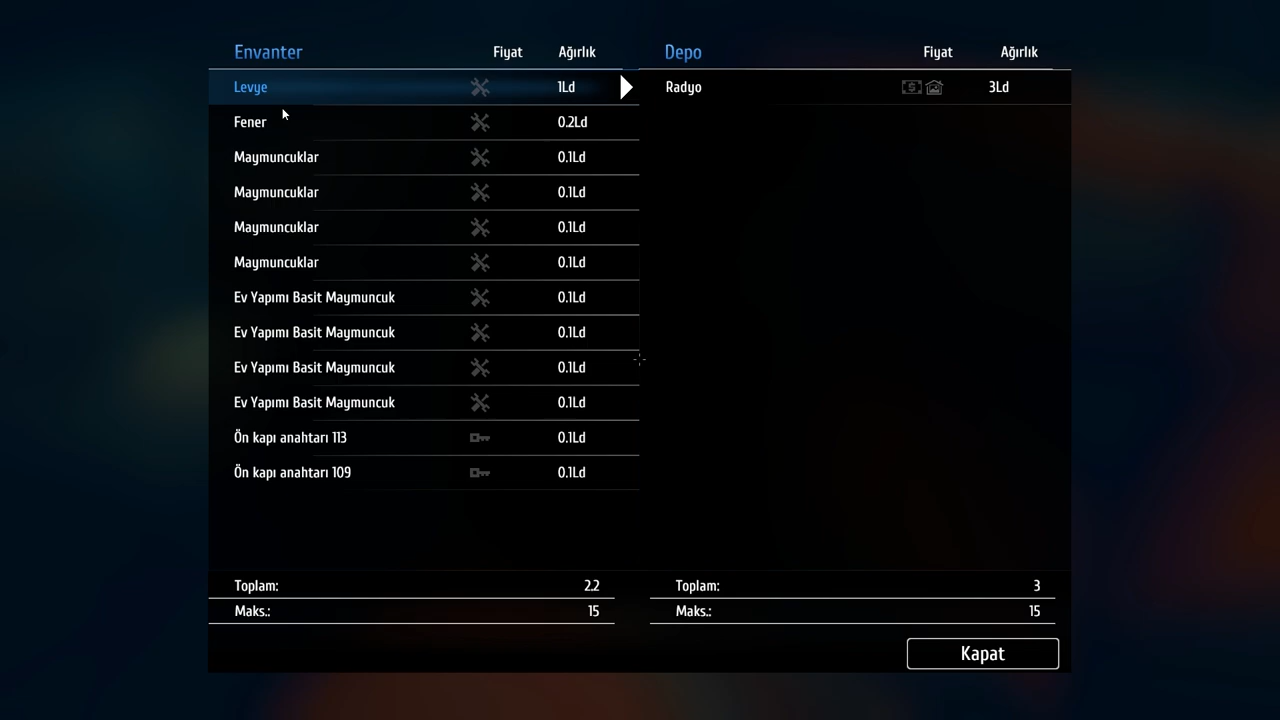 Envanter Fiyat Ağırlık
Levye 1Ld
Fener 0.2Ld
Maymuncuklar 0.1Ld
Maymuncuklar 0.1Ld
Maymuncuklar 0.1Ld
Maymuncuklar 0.1Ld
Ev Yapımı Basit Maymuncuk 0.1Ld
Ev Yapımı Basit Maymuncuk 0.1Ld
Ev Yapımı Basit Maymuncuk 0.1Ld
Ev Yapımı Basit Maymuncuk 0.1Ld
Ön kapı anahtarı 113 0.1Ld
Ön kapı anahtarı 109 0.1Ld
Toplam: 2.2
Maks.: 15
Depo Fiyat Ağırlık
Radyo 3Ld
Toplam: 3
Maks.: 15
Kapat